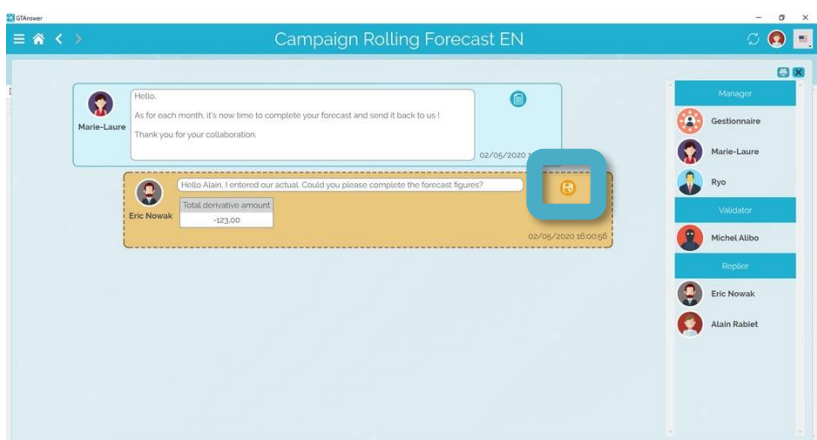 GTAnswer
Campaign Rolling Forecast EN
Hello,
As for each month, it's now time to complete your forecast and send it back to us !
Thank you for your collaboration.
Marie-Laure
02/05/2020
Hello Alain, I entered our actual. Could you please complete the forecast figures?
Total derivative amount
-123.00
Eric Nowak
02/05/2020 16:00:56
Manager
Gestionnaire
Marie-Laure
Ryo
Validator
Michel Alibo
Replier
Eric Nowak
Alain Rabiet